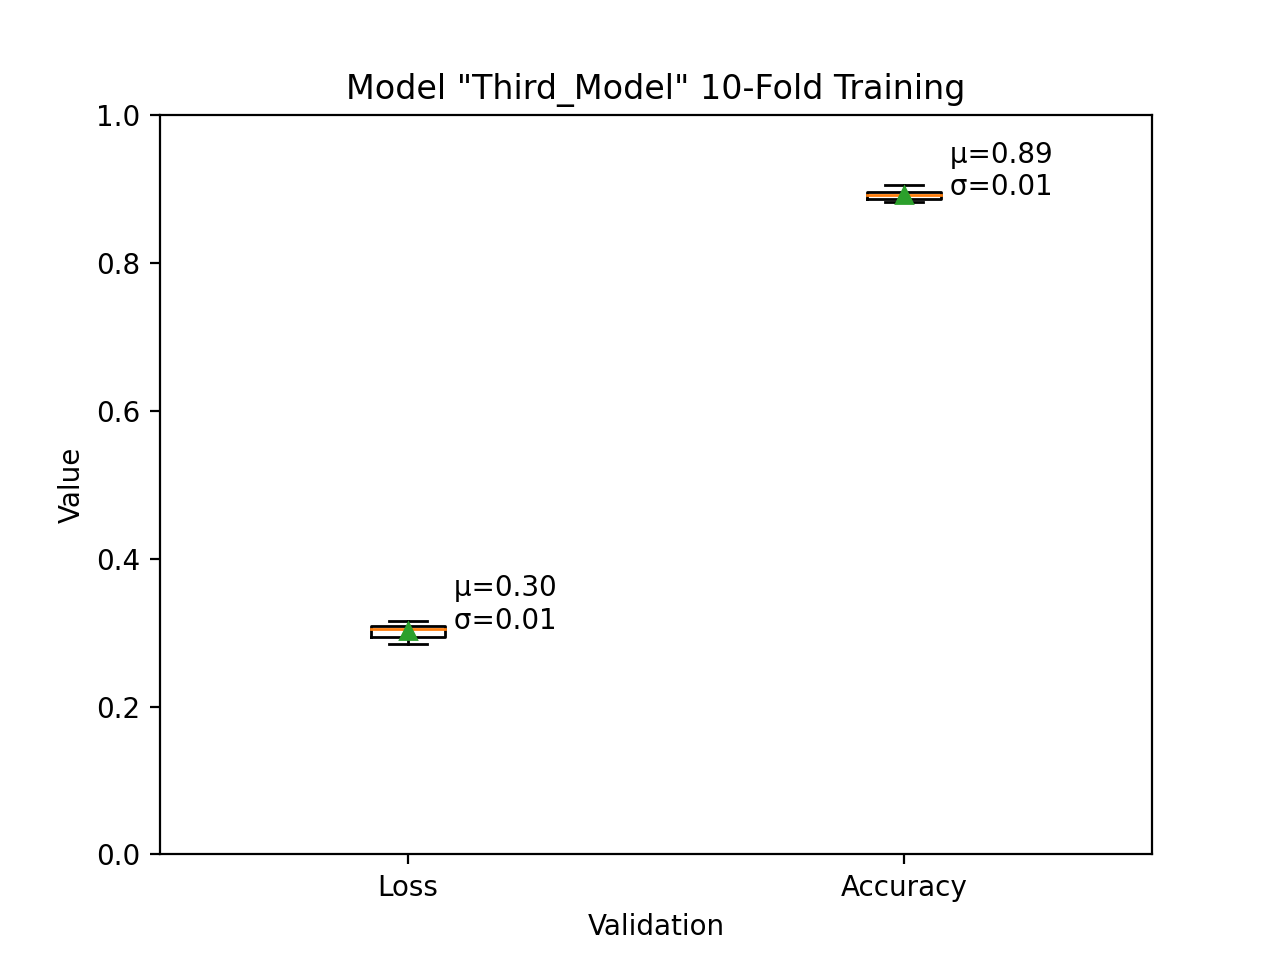 Model "Third_Model" 10-Fold Training
1.0
0.8
0.6
0.4
0.2
0.0
Value
μ=0.89
σ=0.01
μ=0.30
σ=0.01
Loss
Accuracy
Validation